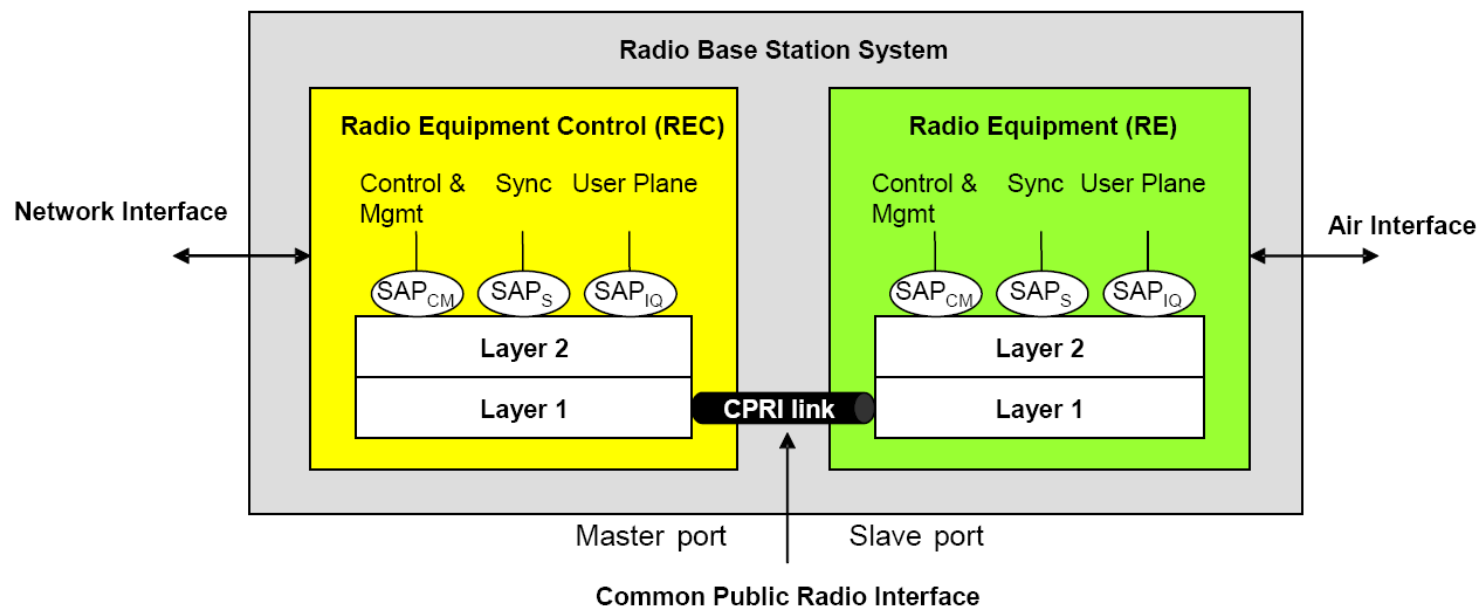 Radio Base Station System
Radio Equipment Control (REC)
Control & Mgmt
Sync
User Plane
SAPCM
SAPS
SAPIQ
Layer 2
Layer 1
Radio Equipment (RE)
Control & Mgmt
Sync
User Plane
SAPCM
SAPS
SAPIQ
Layer 2
Layer 1
Network Interface
Air Interface
CPRI link
Master port
Slave port
Common Public Radio Interface